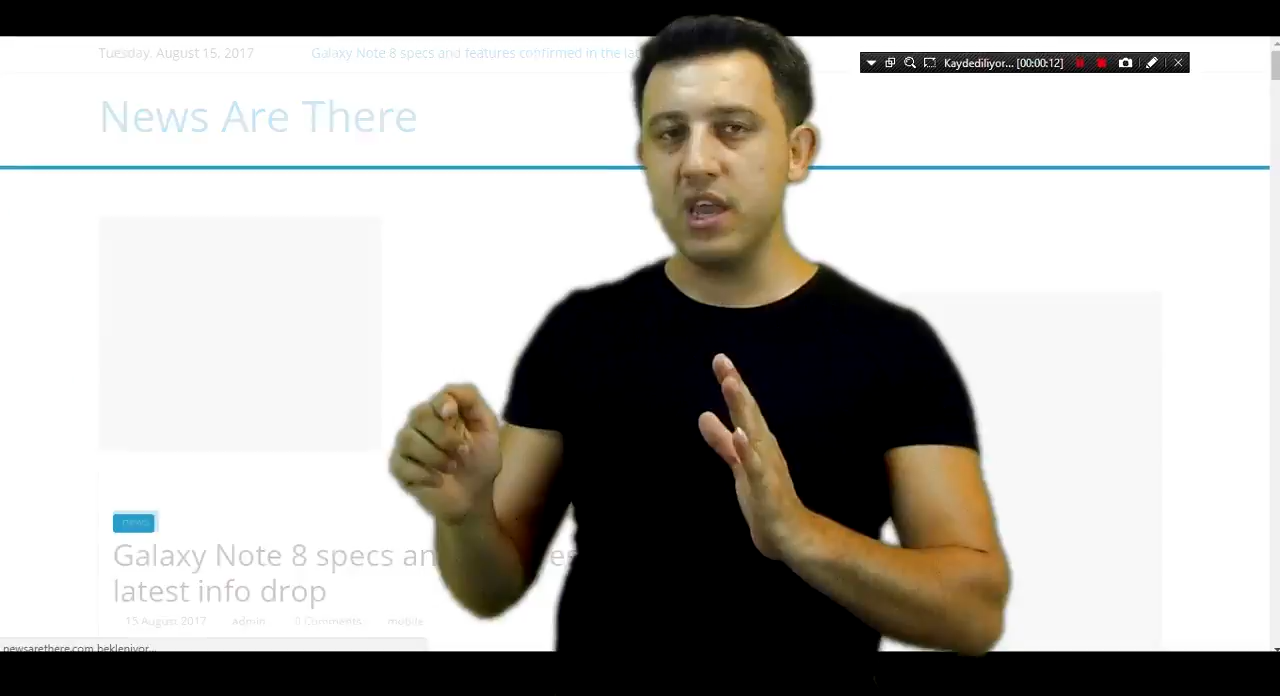 Tuesday, August 15, 2017
Galaxy Note 8 specs and features confirmed in the lat
Kaydediliyor... [00:00:12]
News Are There
news
Galaxy Note 8 specs an
latest info drop
15 August 2017 admin 0 Comments mobile
newsarethere.com bekleniyor...